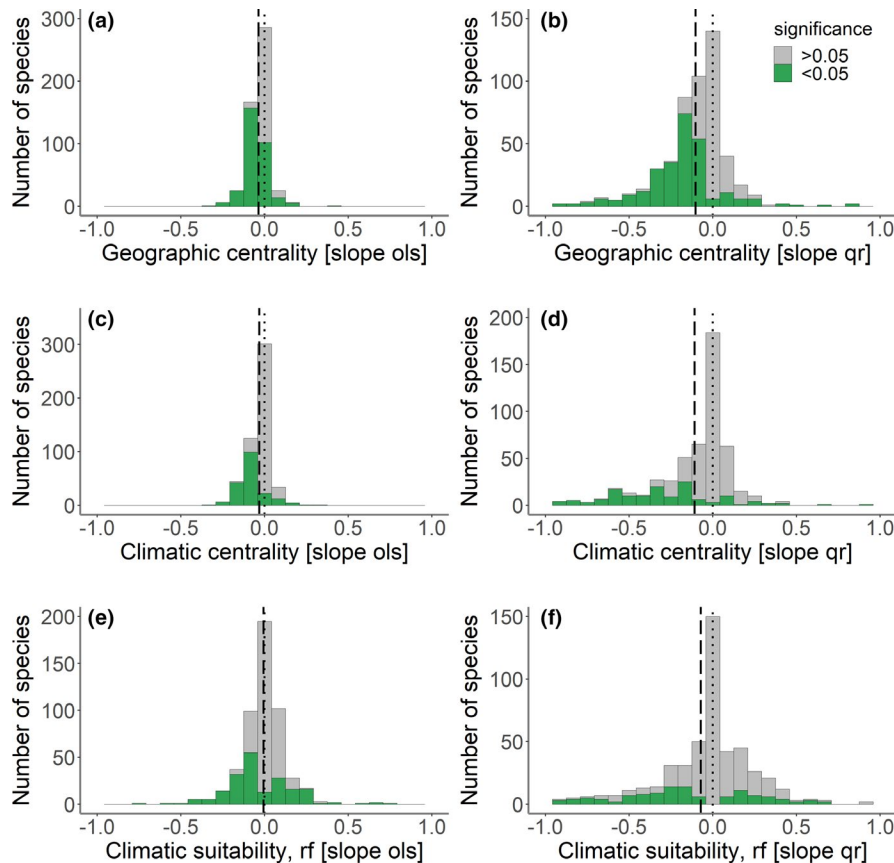 (a)
Number of species
300
200
100
0
-1.0 -0.5 0.0 0.5 1.0
Geographic centrality [slope ols]
(b)
Number of species
150
100
50
0
-1.0 -0.5 0.0 0.5 1.0
Geographic centrality [slope qr]
significance
>0.05
<0.05
(c)
Number of species
300
200
100
0
-1.0 -0.5 0.0 0.5 1.0
Climatic centrality [slope ols]
(d)
Number of species
200
150
100
50
0
-1.0 -0.5 0.0 0.5 1.0
Climatic centrality [slope qr]
(e)
Number of species
200
150
100
50
0
-1.0 -0.5 0.0 0.5 1.0
Climatic suitability, rf [slope ols]
(f)
Number of species
150
100
50
0
-1.0 -0.5 0.0 0.5 1.0
Climatic suitability, rf [slope qr]